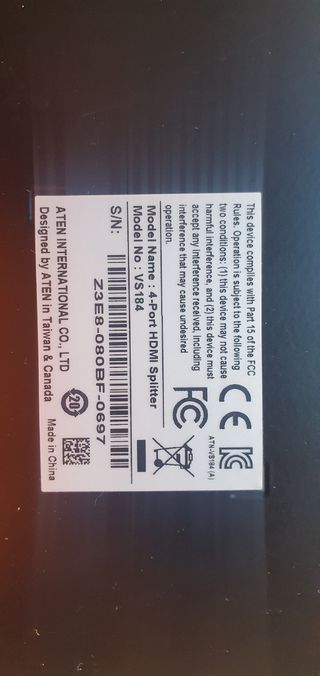 This device complies with Part 15 of the FCC
Rules. Operation is subject to the following
two conditions: (1) this device may not cause
harmful interference, and (2) this device must
accept any interference received, including
interference that may cause undesired
operation.
CE
FC
ATN-VS184 (A)
Model Name : 4-Port HDMI Splitter
Model No : VS184
S/N:
Z3E8-080BF-0697
ATEN INTERNATIONAL CO., LTD
Designed by ATEN in Taiwan & Canada
20
Made in China